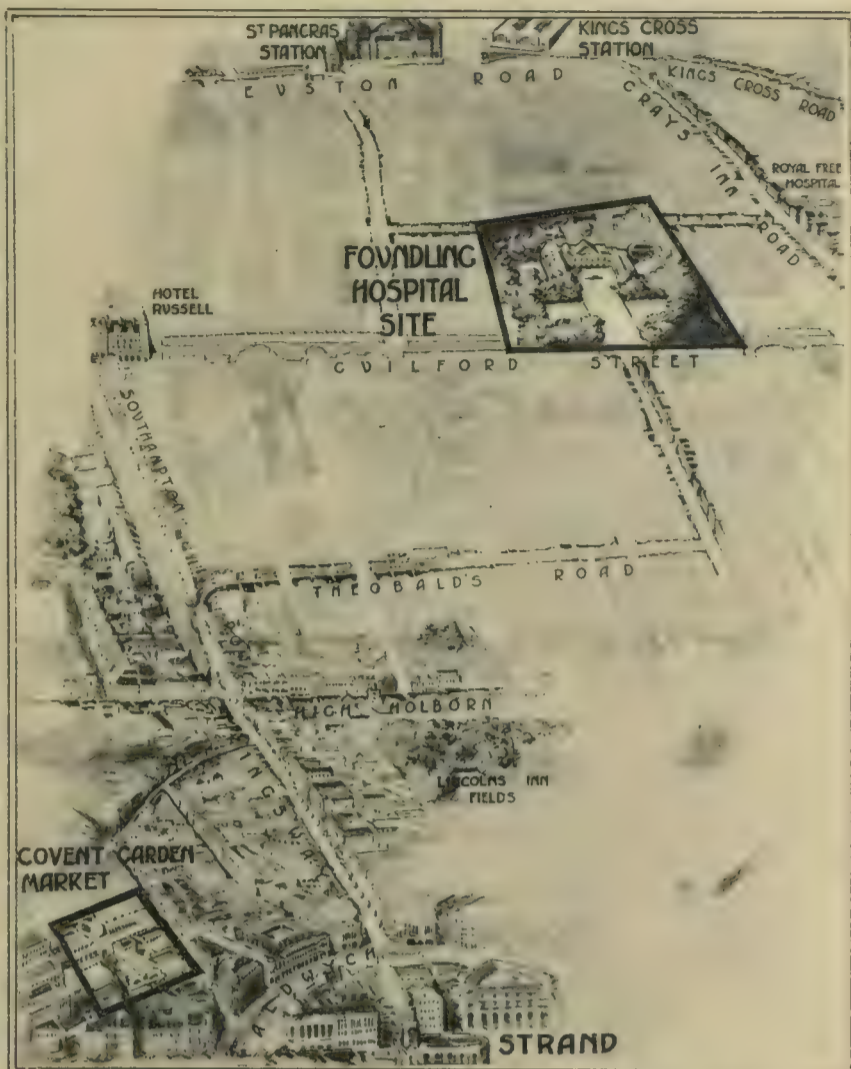 ST PANCRAS
STATION
KINGS CROSS
STATION
EVSTON ROAD
KINGS CROSS ROAD
GRAYS INN ROAD
ROYAL FREE
HOSPITAL
FOVNDLING
HOSPITAL
SITE
HOTEL
RVSSELL
GVILFORD STREET
SOUTHAMPTON ROW
THEOBALD'S ROAD
HIGH HOLBORN
LINCOLNS INN
FIELDS
KINGSWAY
COVENT GARDEN
MARKET
ALDWYCH
STRAND